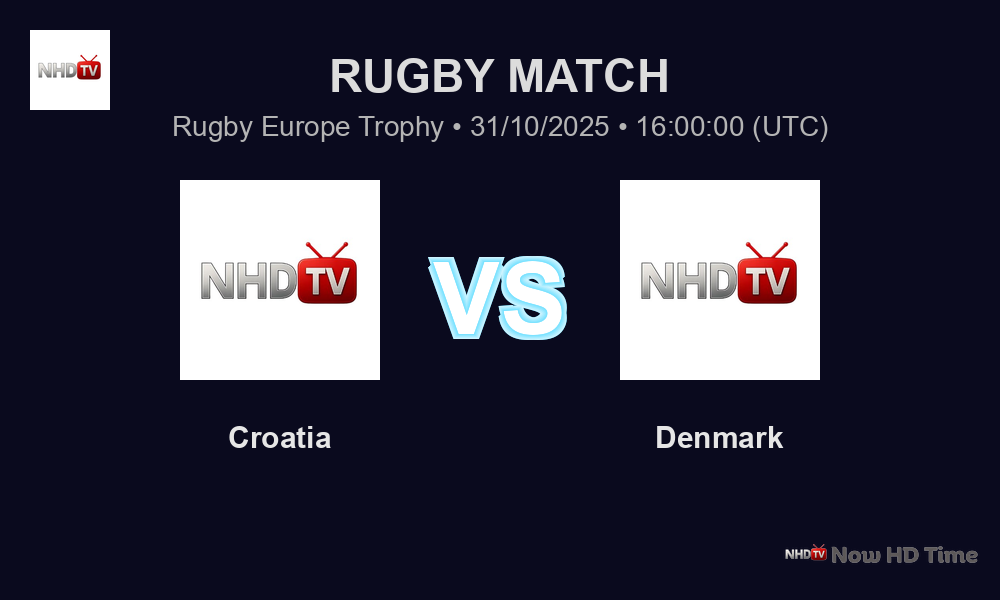 NHDTV
RUGBY MATCH
Rugby Europe Trophy • 31/10/2025 • 16:00:00 (UTC)
NHDTV
VS
NHDTV
Croatia
Denmark
NHDTV Now HD Time